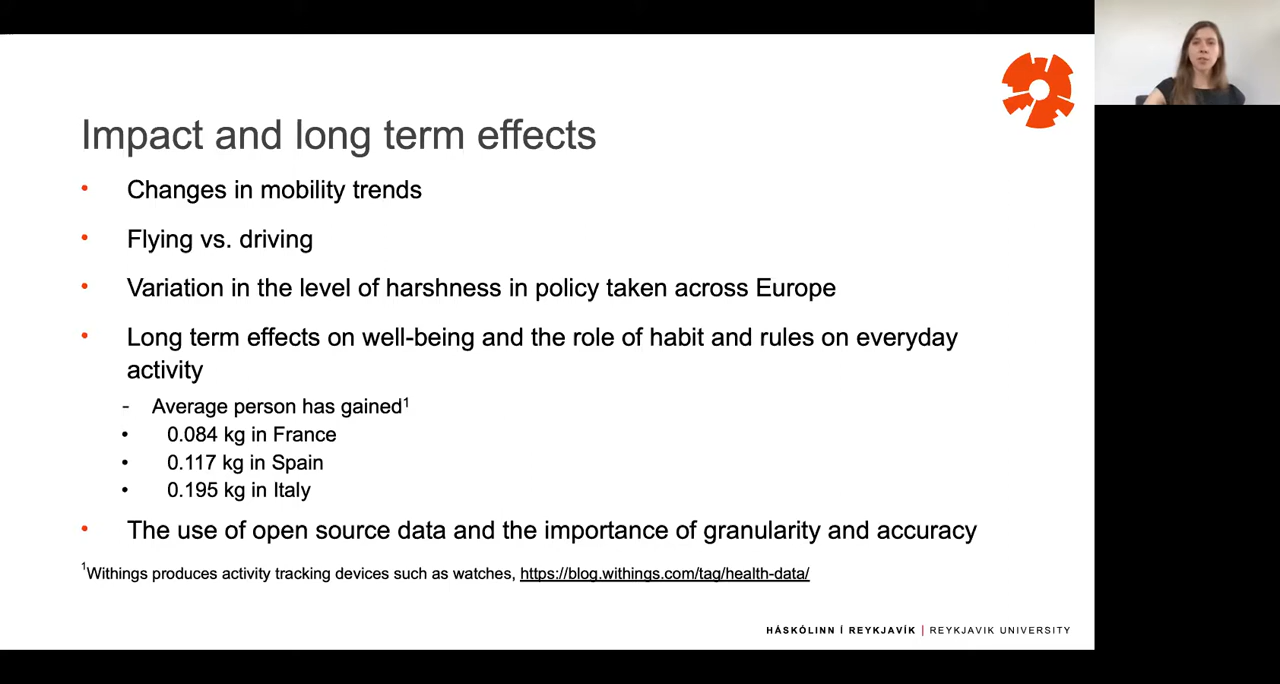 Impact and long term effects
• Changes in mobility trends
• Flying vs. driving
• Variation in the level of harshness in policy taken across Europe
• Long term effects on well-being and the role of habit and rules on everyday
activity
- Average person has gained¹
• 0.084 kg in France
• 0.117 kg in Spain
• 0.195 kg in Italy
• The use of open source data and the importance of granularity and accuracy
¹Withings produces activity tracking devices such as watches, https://blog.withings.com/tag/health-data/
HÁSKÓLINN Í REYKJAVÍK | REYKJAVIK UNIVERSITY